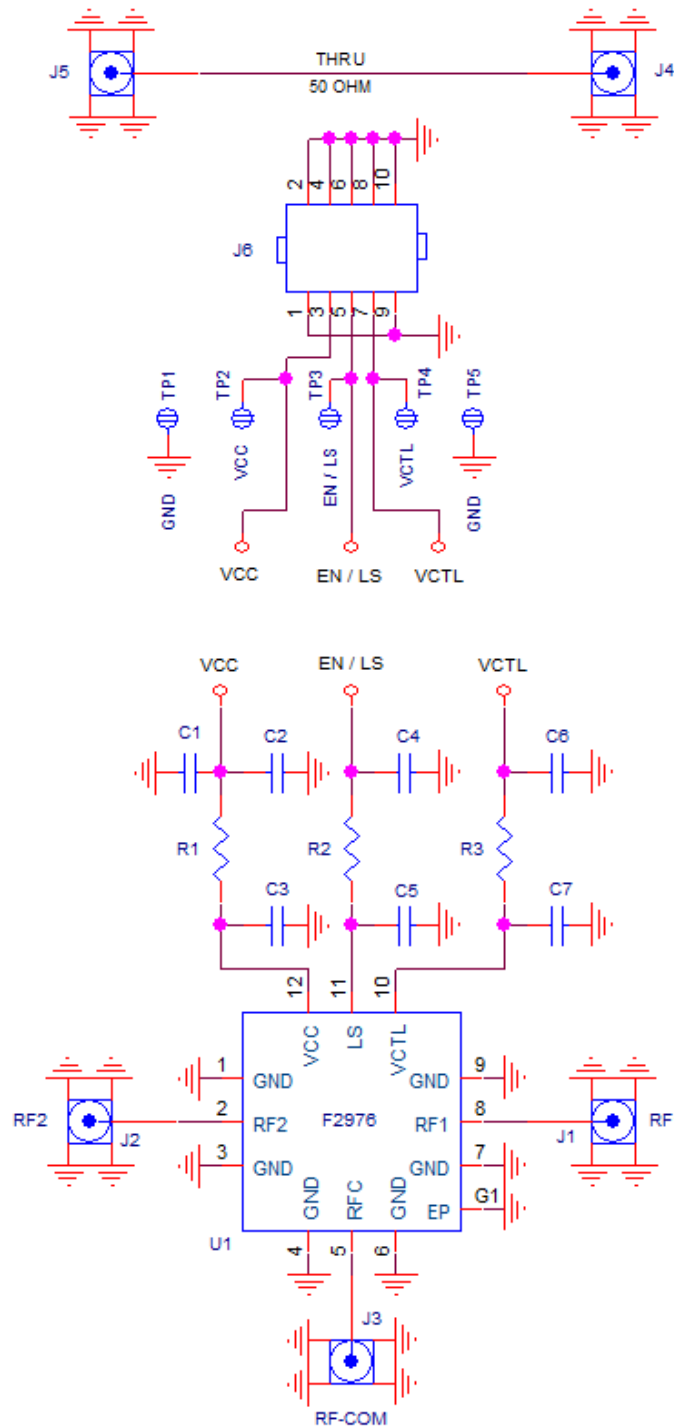 J5
THRU
J4
50 OHM
2
4
6
8
10
J6
1
3
5
7
9
TP1
TP2
TP3
TP4
TP5
GND
VCC
EN / LS
VCTL
GND
VCC
EN / LS
VCTL
VCC
EN / LS
VCTL
C1
C2
C4
C6
R1
R2
R3
C3
C5
C7
12
11
10
VCC
LS
VCTL
1
GND
GND
9
RF2
J2
2
RF2
F2976
RF1
8
J1
RF
3
GND
GND
7
GND
RFC
GND
EP
G1
U1
4
5
6
J3
RF-COM